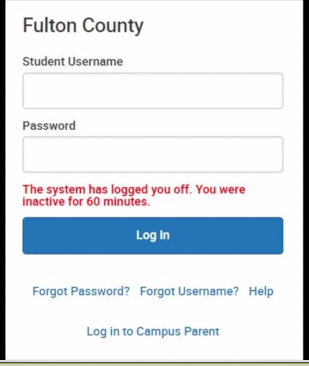 Fulton County
Student Username
Password
The system has logged you off. You were
inactive for 60 minutes.
Log In
Forgot Password? Forgot Username? Help
Log in to Campus Parent